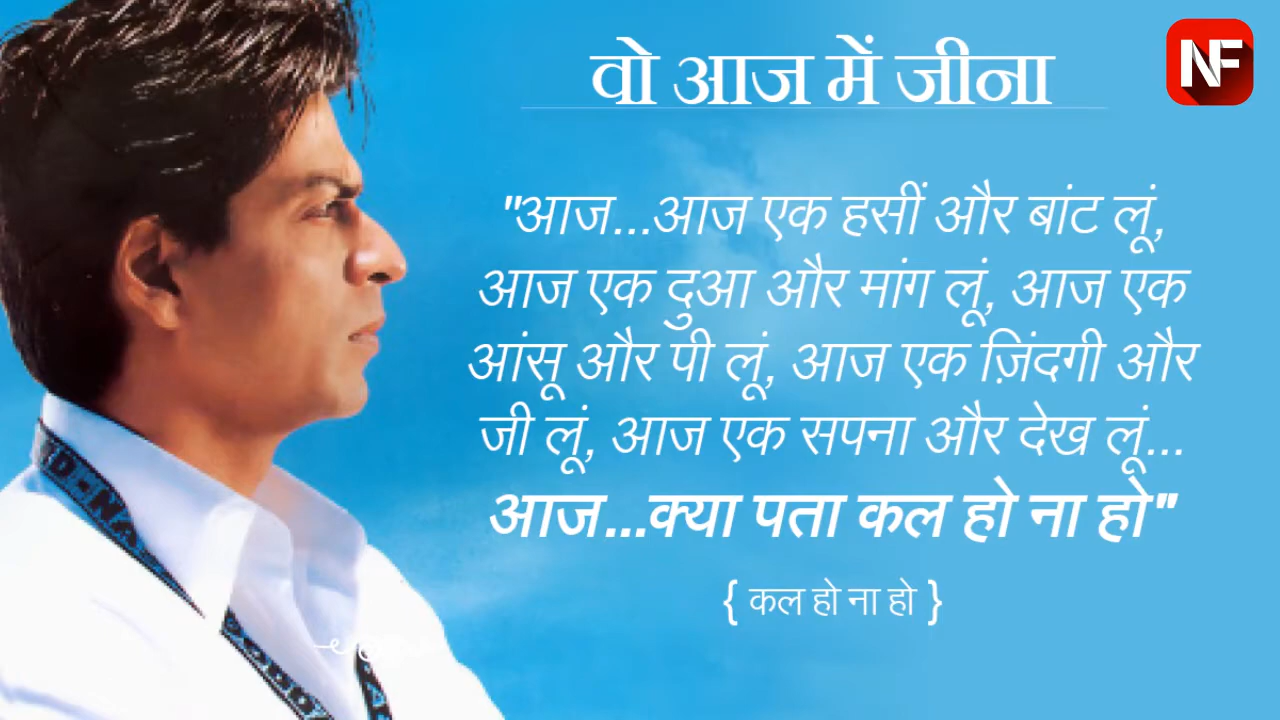 वो आज में जीना
NF
"आज...आज एक हसीं और बांट लूं,
आज एक दुआ और मांग लूं, आज एक
आंसू और पी लूं, आज एक ज़िंदगी और
जी लूं, आज एक सपना और देख लूं...
आज...क्या पता कल हो ना हो"
{ कल हो ना हो }